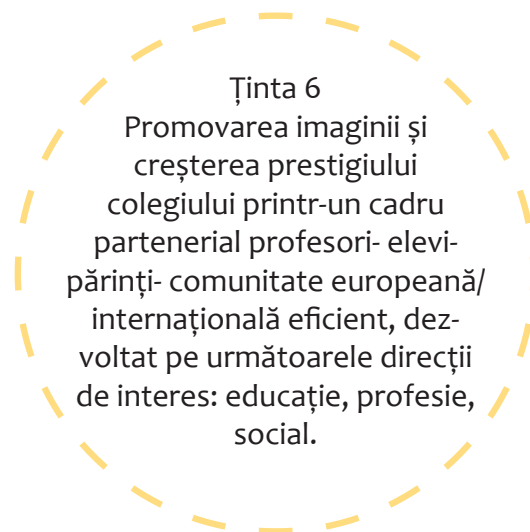 Ținta 6
Promovarea imaginii și
creșterea prestigiului
colegiului printr-un cadru
partenerial profesori- elevi-
părinți- comunitate europeană/
internațională eficient, dez-
voltat pe următoarele direcții
de interes: educație, profesie,
social.